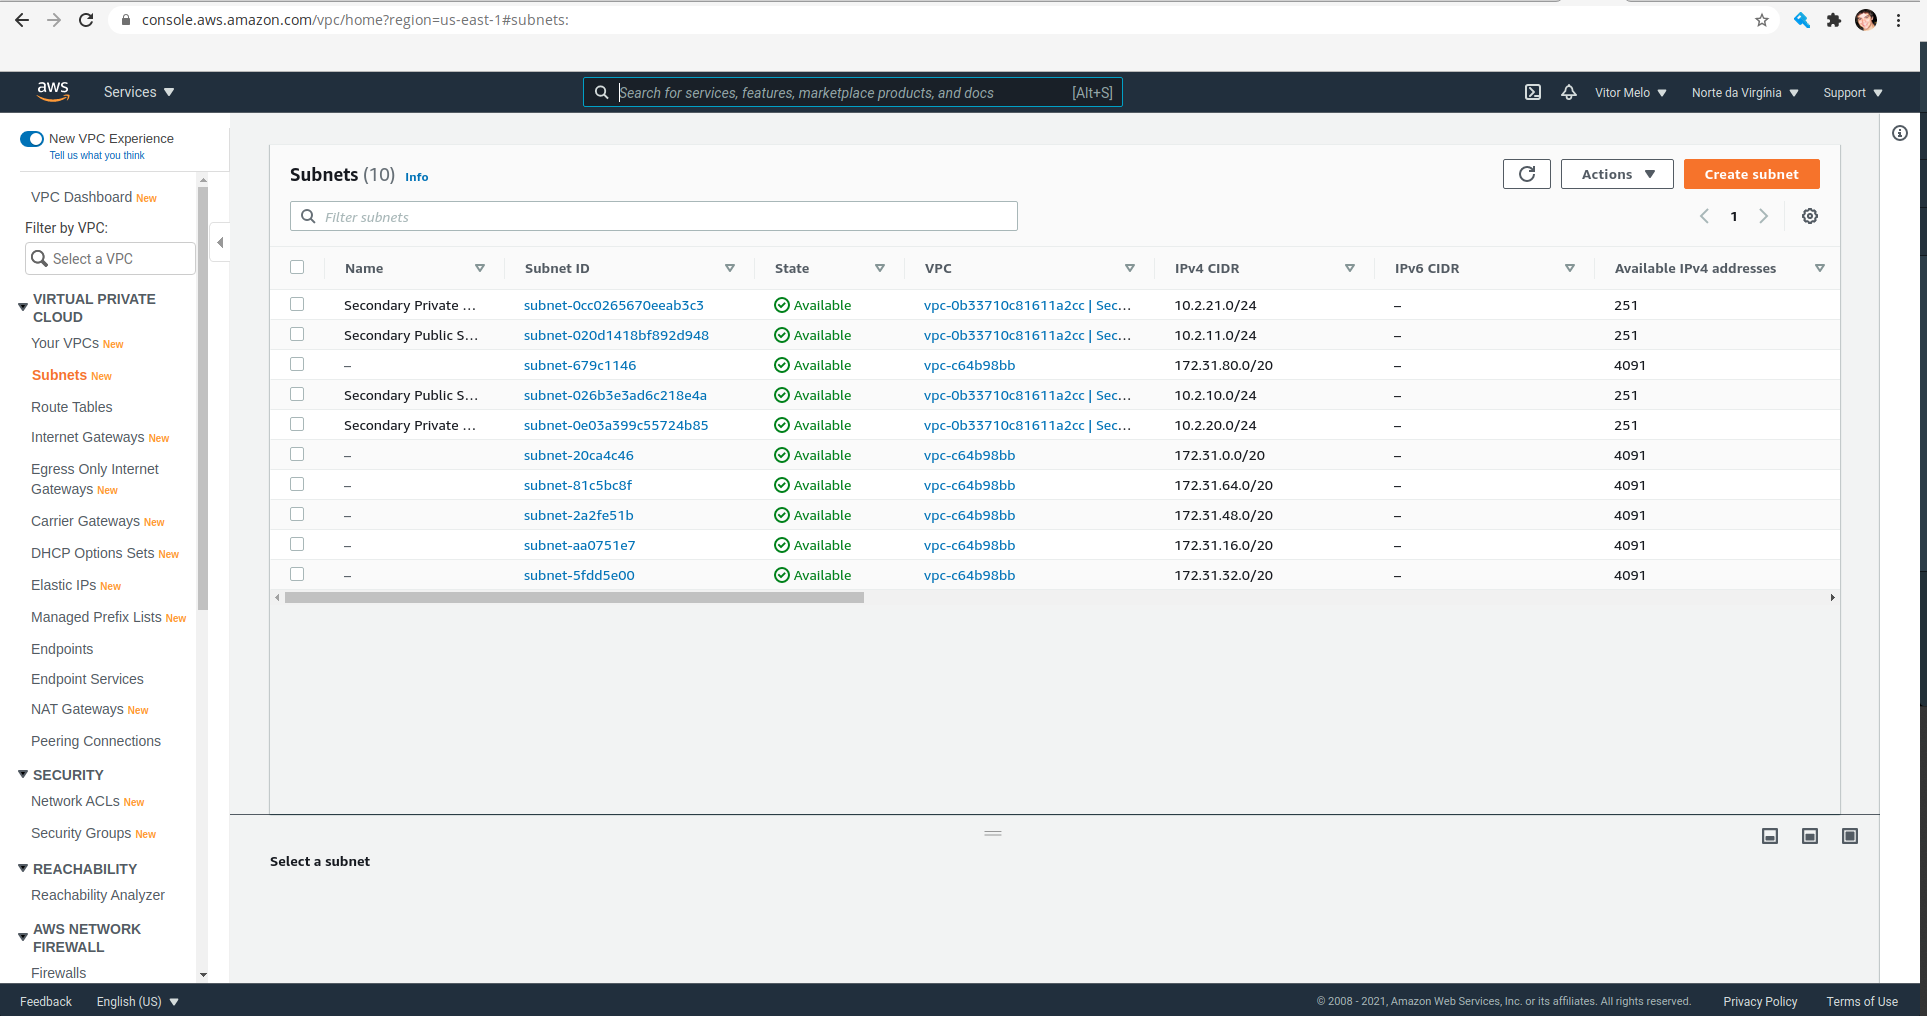 console.aws.amazon.com/vpc/home?region=us-east-1#subnets:
aws Services Search for services, features, marketplace products, and docs [Alt+S] Vitor Melo Norte da Virgínia Support
New VPC Experience
Tell us what you think
VPC Dashboard New
Filter by VPC:
Select a VPC
VIRTUAL PRIVATE
CLOUD
Your VPCs New
Subnets New
Route Tables
Internet Gateways New
Egress Only Internet
Gateways New
Carrier Gateways New
DHCP Options Sets New
Elastic IPs New
Managed Prefix Lists New
Endpoints
Endpoint Services
NAT Gateways New
Peering Connections
SECURITY
Network ACLs New
Security Groups New
REACHABILITY
Reachability Analyzer
AWS NETWORK
FIREWALL
Firewalls
Subnets (10) Info Actions Create subnet
Filter subnets 1
Name Subnet ID State VPC IPv4 CIDR IPv6 CIDR Available IPv4 addresses
Secondary Private ... subnet-0cc0265670eeab3c3 Available vpc-0b33710c81611a2cc | Sec... 10.2.21.0/24 – 251
Secondary Public S... subnet-020d1418bf892d948 Available vpc-0b33710c81611a2cc | Sec... 10.2.11.0/24 – 251
– subnet-679c1146 Available vpc-c64b98bb 172.31.80.0/20 – 4091
Secondary Public S... subnet-026b3e3ad6c218e4a Available vpc-0b33710c81611a2cc | Sec... 10.2.10.0/24 – 251
Secondary Private ... subnet-0e03a399c55724b85 Available vpc-0b33710c81611a2cc | Sec... 10.2.20.0/24 – 251
– subnet-20ca4c46 Available vpc-c64b98bb 172.31.0.0/20 – 4091
– subnet-81c5bc8f Available vpc-c64b98bb 172.31.64.0/20 – 4091
– subnet-2a2fe51b Available vpc-c64b98bb 172.31.48.0/20 – 4091
– subnet-aa0751e7 Available vpc-c64b98bb 172.31.16.0/20 – 4091
– subnet-5fdd5e00 Available vpc-c64b98bb 172.31.32.0/20 – 4091
Select a subnet
Feedback English (US) © 2008 - 2021, Amazon Web Services, Inc. or its affiliates. All rights reserved. Privacy Policy Terms of Use